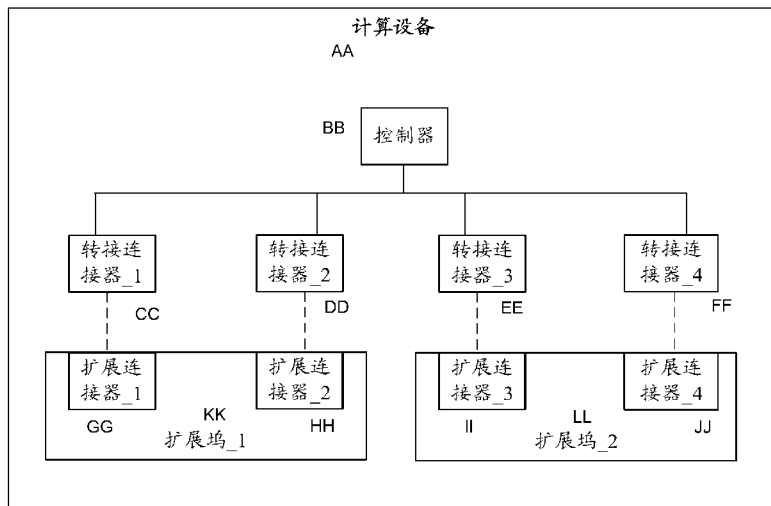 计算设备
AA
BB
控制器
转接连
接器_1
转接连
接器_2
转接连
接器_3
转接连
接器_4
CC
DD
EE
FF
扩展连
接器_1
扩展连
接器_2
扩展连
接器_3
扩展连
接器_4
GG
KK
HH
II
LL
JJ
扩展坞_1
扩展坞_2